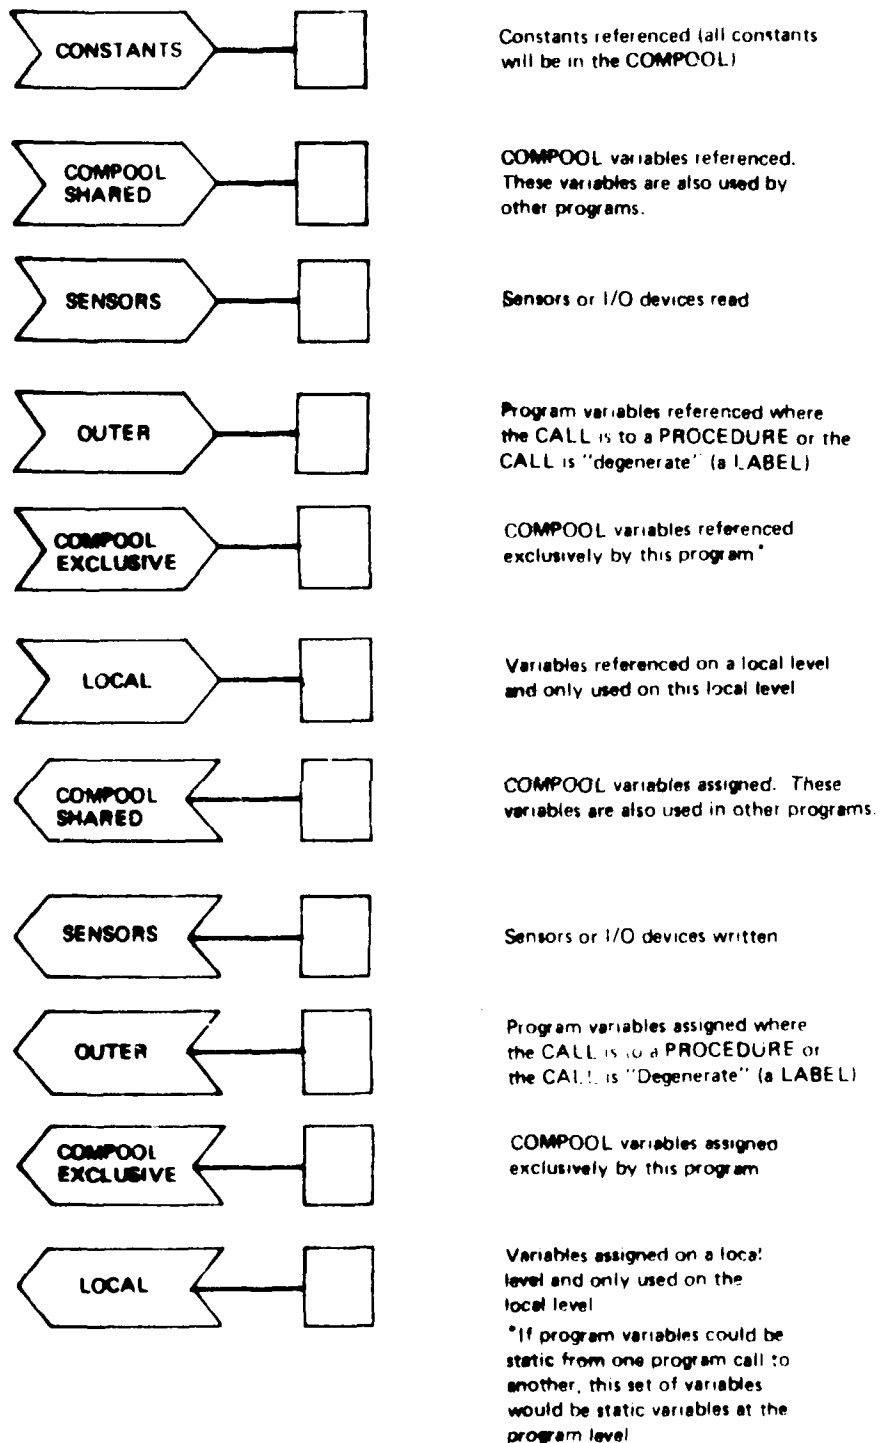 CONSTANTS
Constants referenced (all constants
will be in the COMPOOL)
COMPOOL
SHARED
COMPOOL variables referenced.
These variables are also used by
other programs.
SENSORS
Sensors or I/O devices read
OUTER
Program variables referenced where
the CALL is to a PROCEDURE or the
CALL is "degenerate" (a LABEL)
COMPOOL
EXCLUSIVE
COMPOOL variables referenced
exclusively by this program*
LOCAL
Variables referenced on a local level
and only used on this local level
COMPOOL
SHARED
COMPOOL variables assigned. These
variables are also used in other programs.
SENSORS
Sensors or I/O devices written
OUTER
Program variables assigned where
the CALL is to a PROCEDURE or
the CALL is "Degenerate" (a LABEL)
COMPOOL
EXCLUSIVE
COMPOOL variables assigned
exclusively by this program
LOCAL
Variables assigned on a local
level and only used on the
local level
*If program variables could be
static from one program call to
another, this set of variables
would be static variables at the
program level